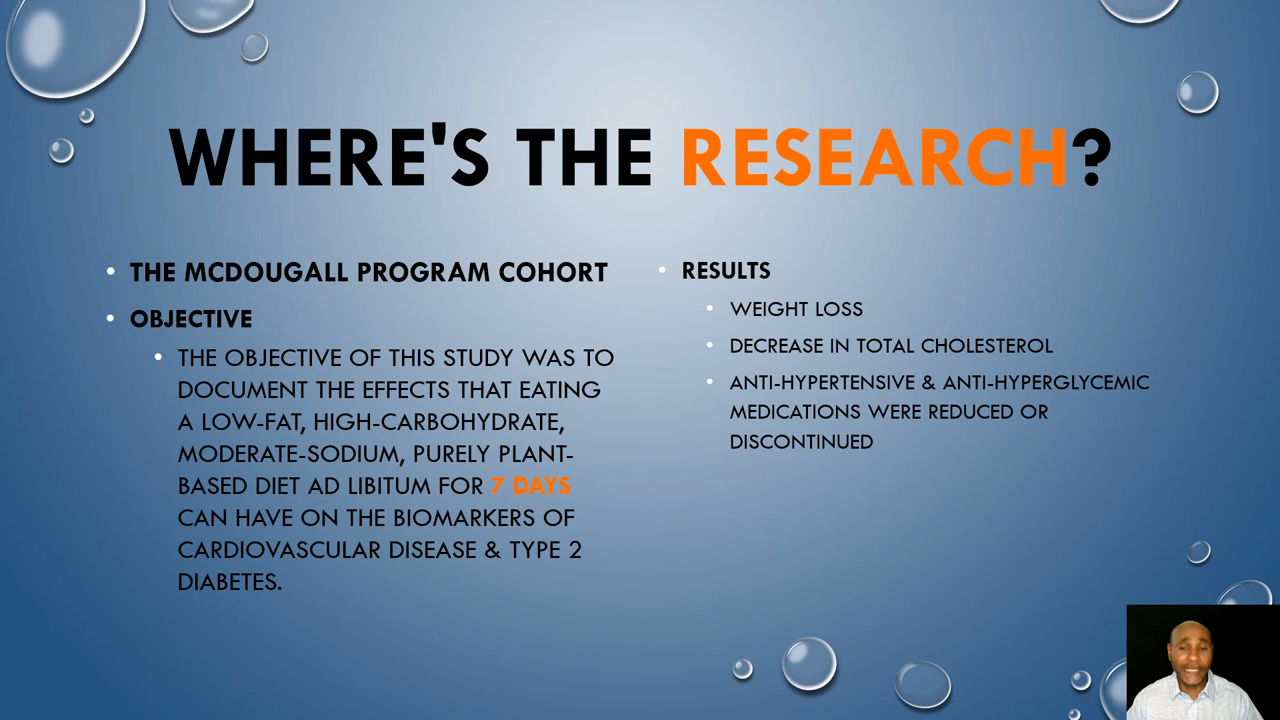 WHERE'S THE RESEARCH?
• THE MCDOUGALL PROGRAM COHORT
• OBJECTIVE
• THE OBJECTIVE OF THIS STUDY WAS TO
DOCUMENT THE EFFECTS THAT EATING
A LOW-FAT, HIGH-CARBOHYDRATE,
MODERATE-SODIUM, PURELY PLANT-
BASED DIET AD LIBITUM FOR 7 DAYS
CAN HAVE ON THE BIOMARKERS OF
CARDIOVASCULAR DISEASE & TYPE 2
DIABETES.
• RESULTS
• WEIGHT LOSS
• DECREASE IN TOTAL CHOLESTEROL
• ANTI-HYPERTENSIVE & ANTI-HYPERGLYCEMIC
MEDICATIONS WERE REDUCED OR
DISCONTINUED